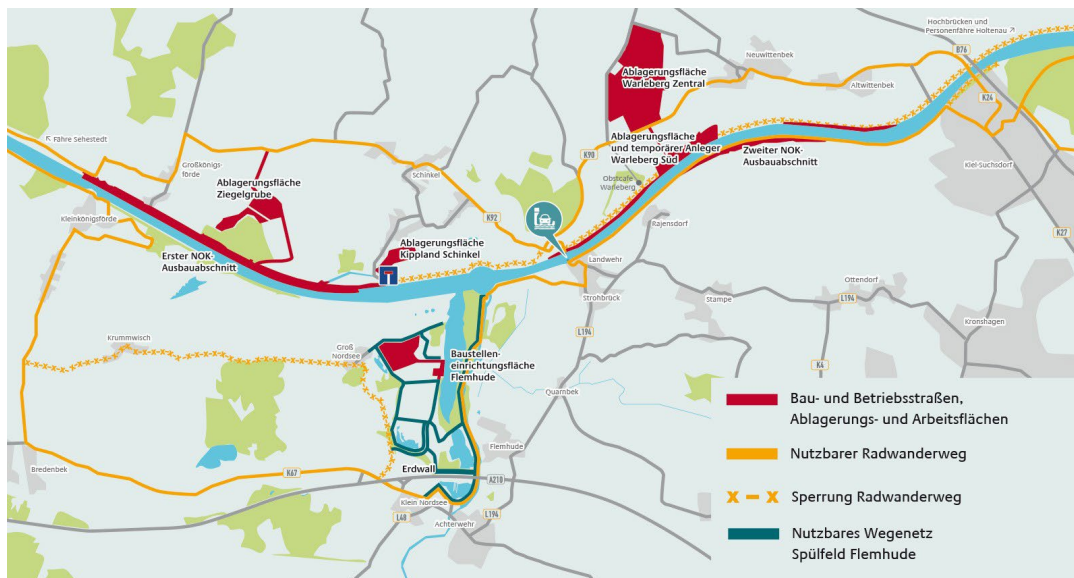 Hochbrücken und
Personenfähre Holtenau ↗
B76
Neuwittenbek
Ablagerungsfläche
Warleberg Zentral
Altwittenbek
K24
↖ Fähre Sehestedt
Ablagerungsfläche
und temporärer Anleger
Warleberg Süd
Zweiter NOK-
Ausbauabschnitt
K90
Großkönigs-
förde
Schinkel
Kiel-Suchsdorf
Ablagerungsfläche
Ziegelgrube
Obstcafe
Warleberg
Kleinkönigsförde
K92
Rajensdorf
K27
Ablagerungsfläche
Kippland Schinkel
Erster NOK-
Ausbauabschnitt
Landwehr
Ottendorf
Strohbrück
Stampe
L194
Kronshagen
L194
Krummwisch
Groß
Nordsee
Baustellen-
einrichtungsfläche
Flemhude
K4
Quarnbek
Bau- und Betriebsstraßen,
Ablagerungs- und Arbeitsflächen
Flemhude
Nutzbarer Radwanderweg
Bredenbek
K67
Erdwall
A210
Sperrung Radwanderweg
Klein Nordsee
L48
L194
Achterwehr
Nutzbares Wegenetz
Spülfeld Flemhude